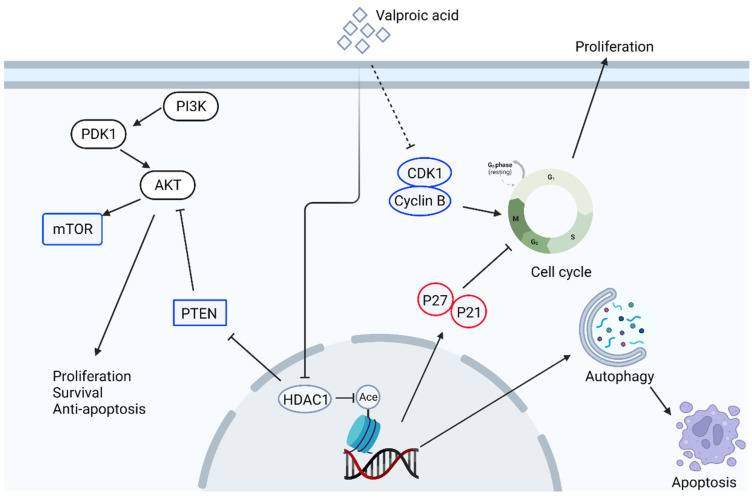 Valproic acid
Proliferation
PI3K
PDK1
AKT
mTOR
PTEN
Proliferation
Survival
Anti-apoptosis
CDK1
Cyclin B
G₀ phase
(resting)
G₁
S
G₂
M
Cell cycle
P27
P21
HDAC1
Ace
Autophagy
Apoptosis